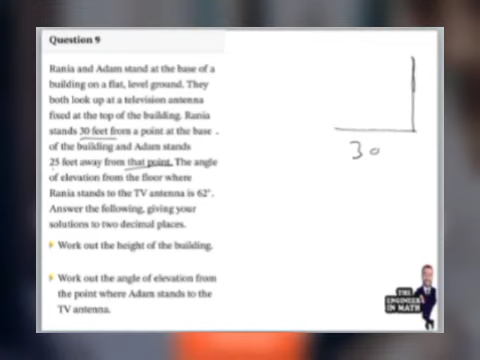 Question 9
Rania and Adam stand at the base of a
building on a flat, level ground. They
both look up at a television antenna
fixed at the top of the building. Rania
stands 30 feet from a point at the base
of the building and Adam stands
25 feet away from that point. The angle
of elevation from the floor where
Rania stands to the TV antenna is 62°.
Answer the following, giving your
solutions to two decimal places.
Work out the height of the building.
Work out the angle of elevation from
the point where Adam stands to the
TV antenna.
30
THE
ENGINEER
IN MATH